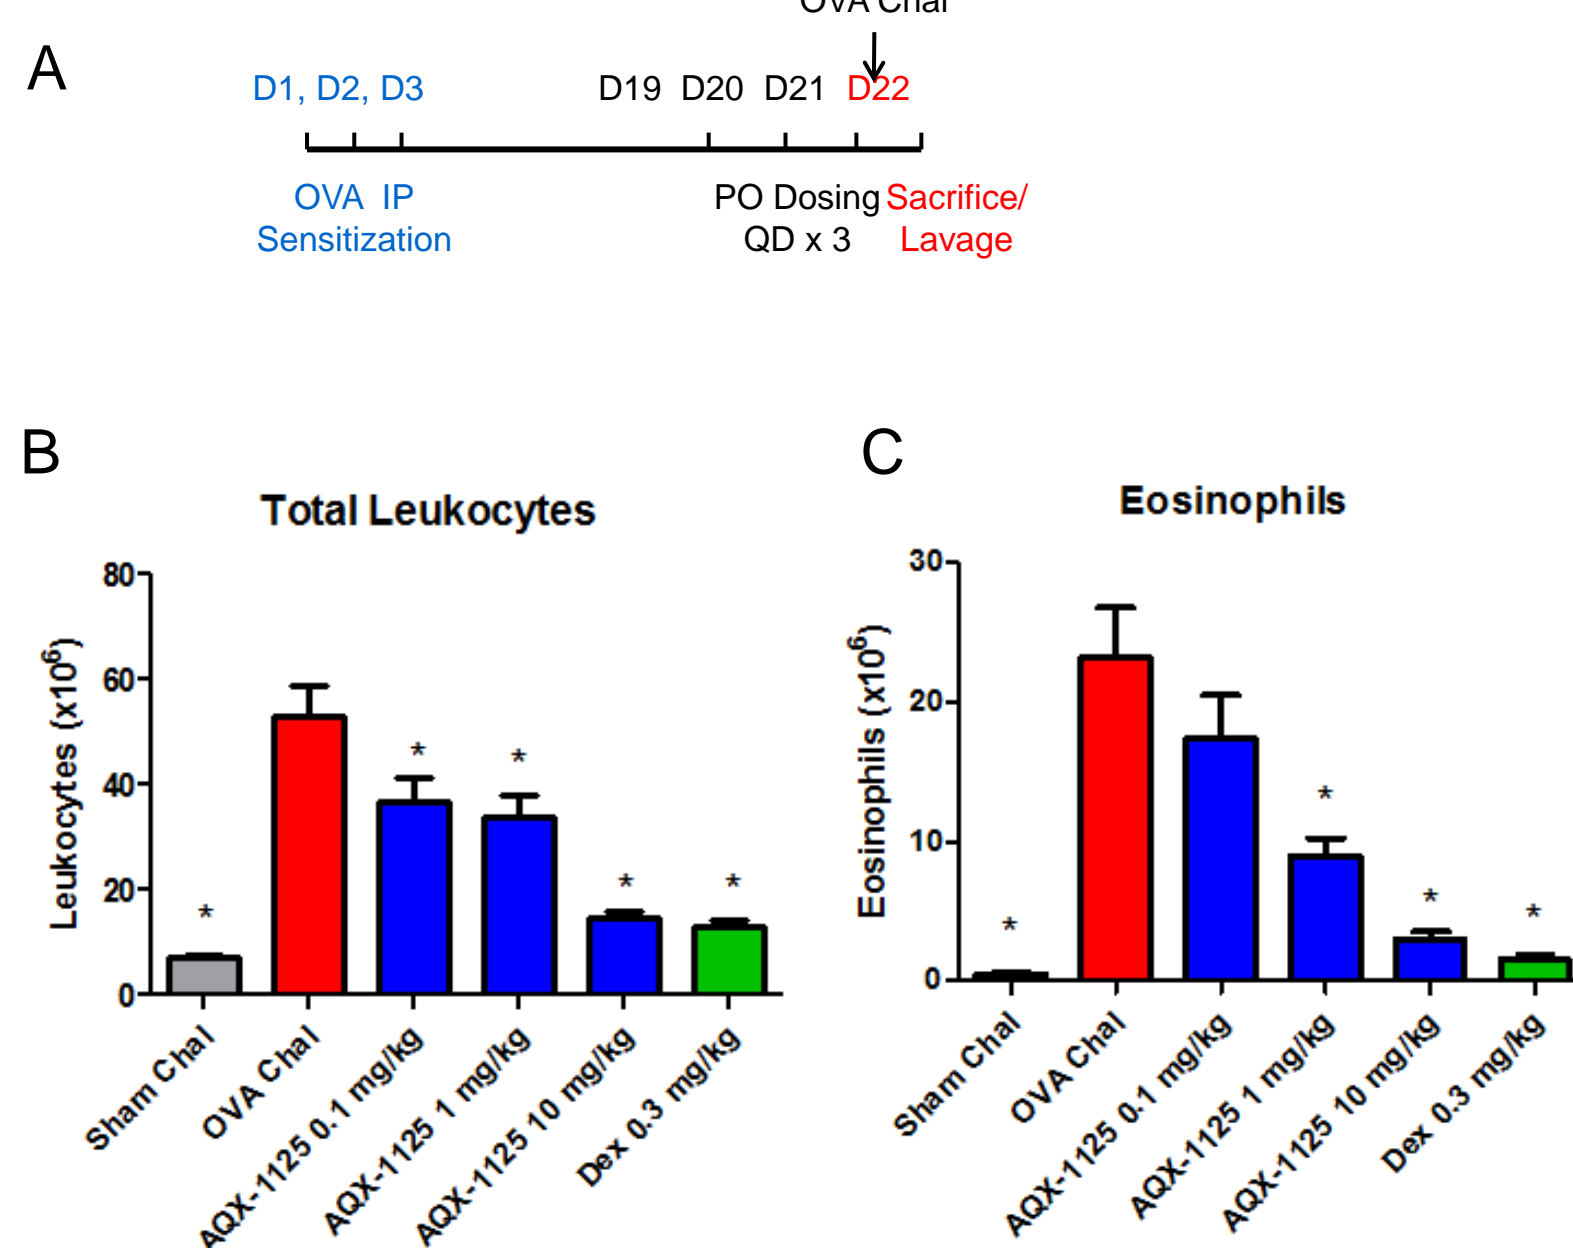 OVA Chal
A
D1, D2, D3 D19 D20 D21 D22
OVA IP
Sensitization
PO Dosing
QD x 3
Sacrifice/
Lavage
B
Total Leukocytes
Leukocytes (x10⁶)
80
60
40
20
0
*
*
*
*
*
Sham Chal
OVA Chal
AQX-1125 0.1 mg/kg
AQX-1125 1 mg/kg
AQX-1125 10 mg/kg
Dex 0.3 mg/kg
C
Eosinophils
Eosinophils (x10⁶)
30
20
10
0
*
*
*
*
Sham Chal
OVA Chal
AQX-1125 0.1 mg/kg
AQX-1125 1 mg/kg
AQX-1125 10 mg/kg
Dex 0.3 mg/kg